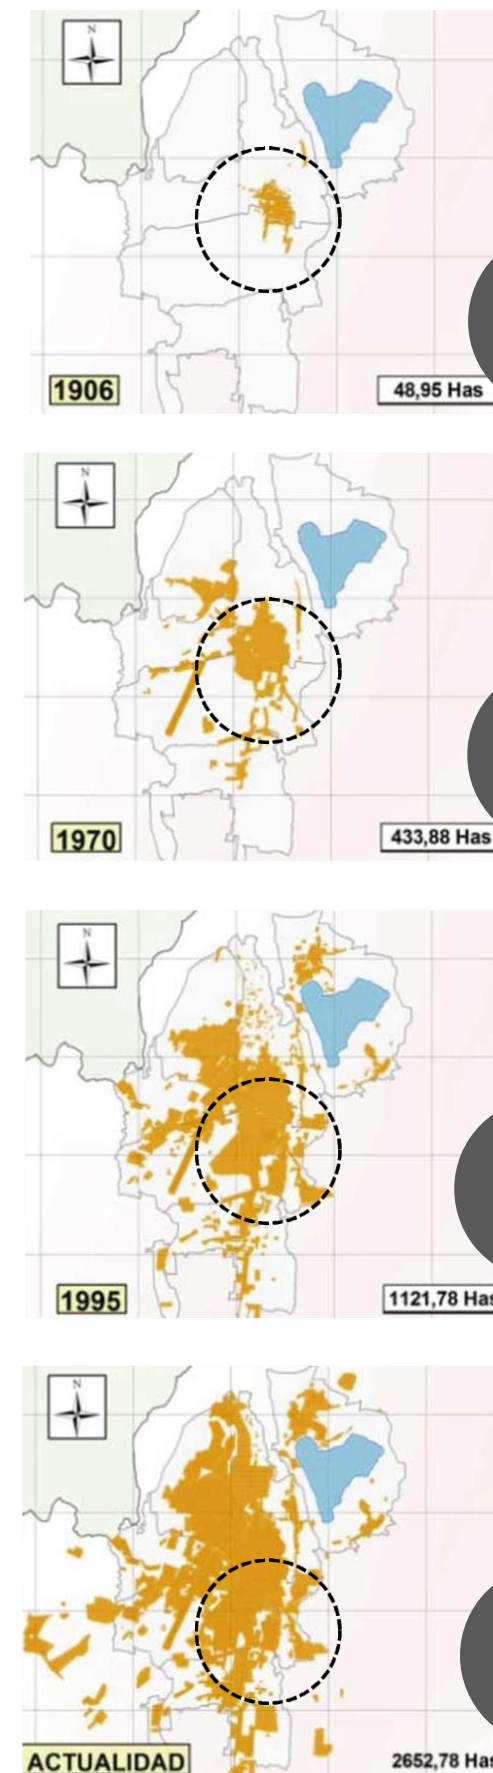 N
1906
48,95 Has
N
1970
433,88 Has
N
1995
1121,78 Has
N
ACTUALIDAD
2652,78 Has